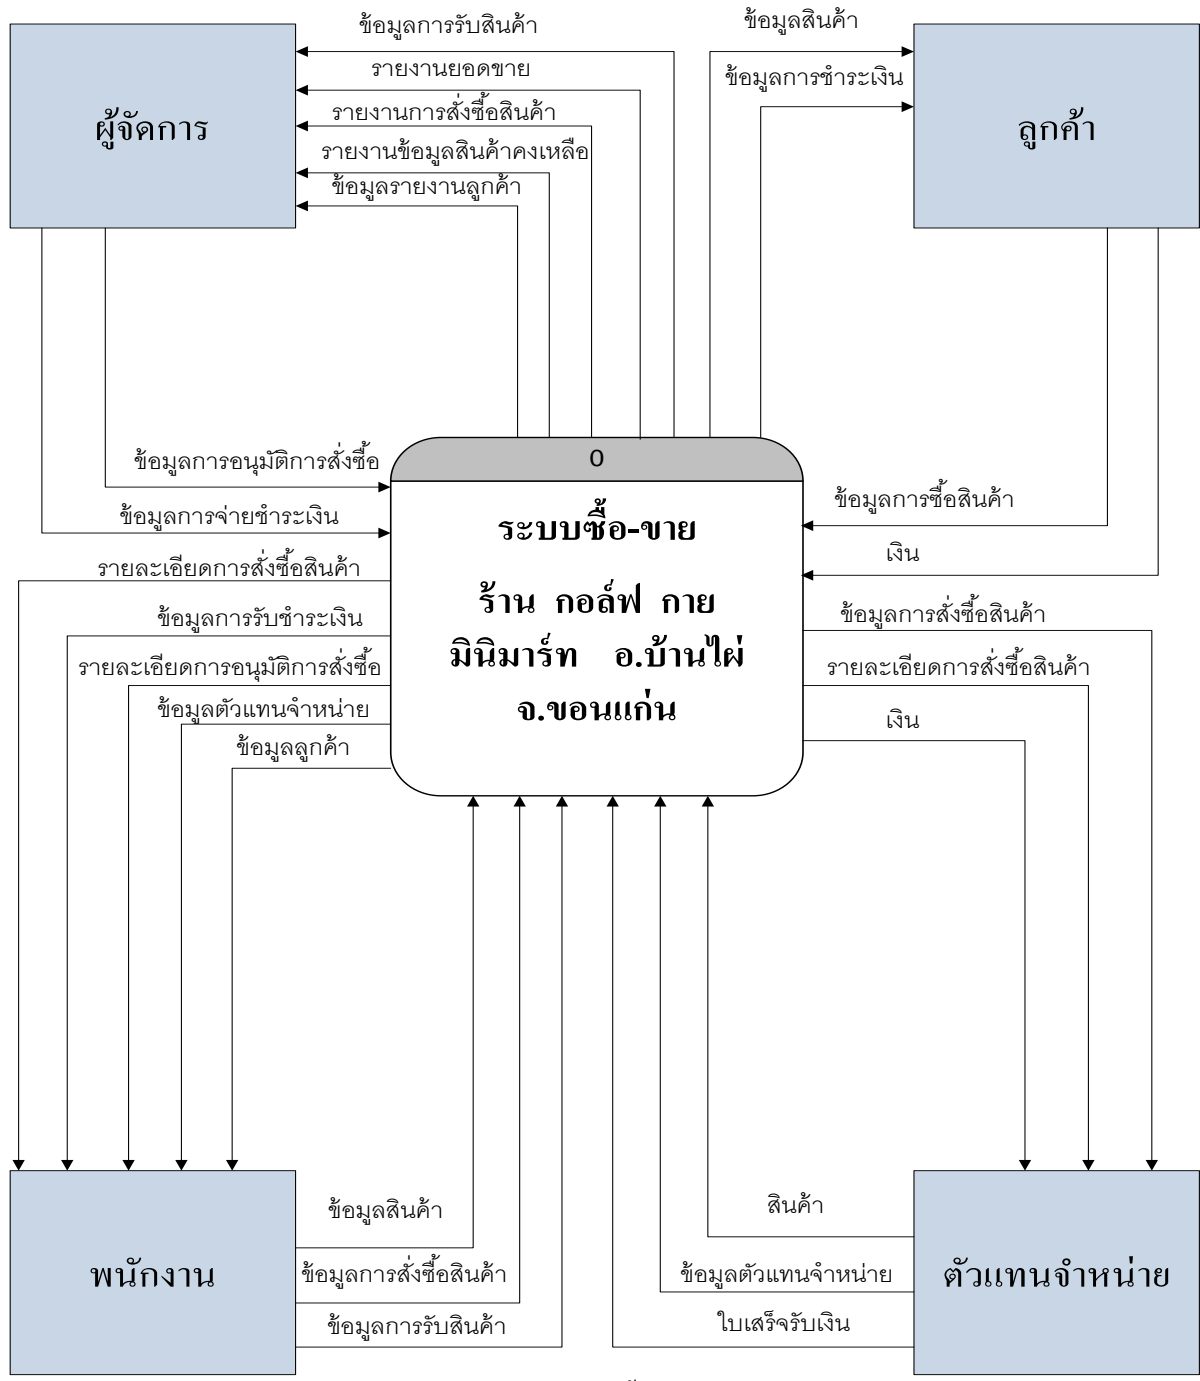 ข้อมูลการรับสินค้า
รายงานยอดขาย
รายงานการสั่งซื้อสินค้า
รายงานข้อมูลสินค้าคงเหลือ
ข้อมูลรายงานลูกค้า
ผู้จัดการ
ข้อมูลสินค้า
ข้อมูลการชำระเงิน
ลูกค้า
ข้อมูลการอนุมัติการสั่งซื้อ
ข้อมูลการจ่ายชำระเงิน
0
ระบบซื้อ-ขาย
ร้าน กอล์ฟ กาย
มินิมาร์ท อ.บ้านไผ่
จ.ขอนแก่น
ข้อมูลการซื้อสินค้า
เงิน
รายละเอียดการสั่งซื้อสินค้า
ข้อมูลการรับชำระเงิน
รายละเอียดการอนุมัติการสั่งซื้อ
ข้อมูลตัวแทนจำหน่าย
ข้อมูลลูกค้า
ข้อมูลการสั่งซื้อสินค้า
รายละเอียดการสั่งซื้อสินค้า
เงิน
พนักงาน
ข้อมูลสินค้า
ข้อมูลการสั่งซื้อสินค้า
ข้อมูลการรับสินค้า
สินค้า
ข้อมูลตัวแทนจำหน่าย
ใบเสร็จรับเงิน
ตัวแทนจำหน่าย